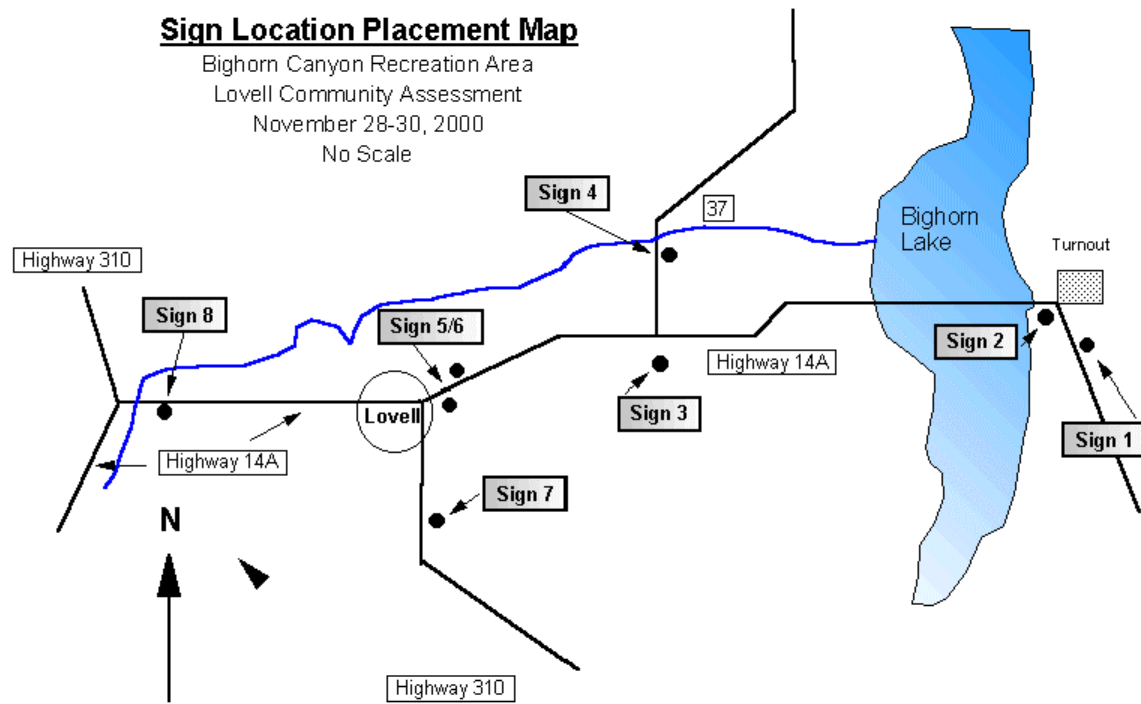 Sign Location Placement Map
Bighorn Canyon Recreation Area
Lovell Community Assessment
November 28-30, 2000
No Scale
Sign 4
37
Bighorn
Lake
Turnout
Highway 310
Sign 8
Sign 5/6
Sign 2
Highway 14A
Sign 3
Lovell
Sign 1
Highway 14A
Sign 7
N
Highway 310